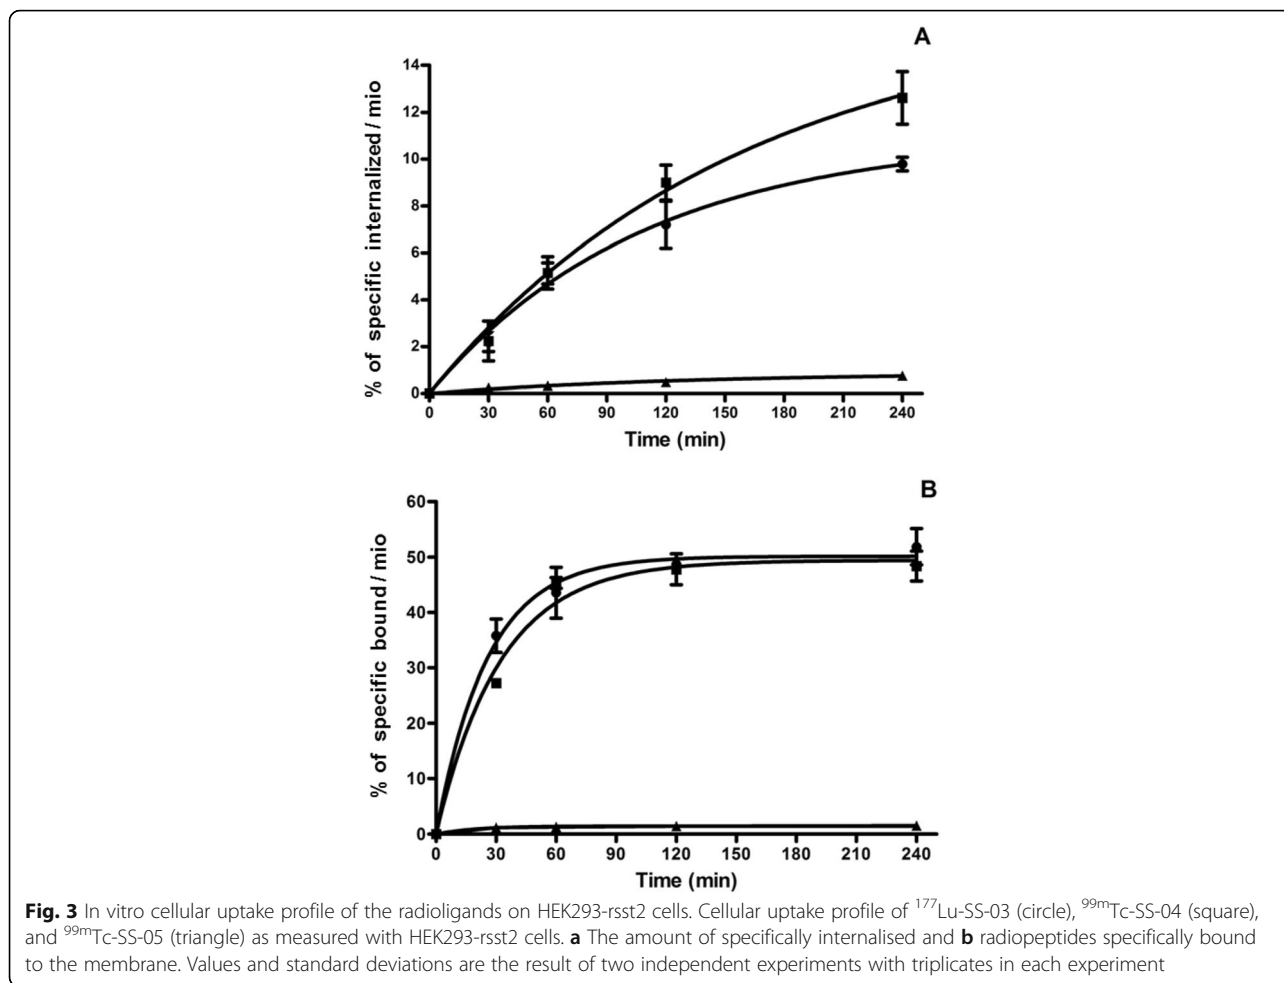 A
% of specific internalized/mio
14
12
10
8
6
4
2
0
0 30 60 90 120 150 180 210 240
Time (min)
B
% of specific bound/mio
60
50
40
30
20
10
0
0 30 60 90 120 150 180 210 240
Time (min)
Fig. 3 In vitro cellular uptake profile of the radioligands on HEK293-rsst2 cells. Cellular uptake profile of ¹⁷⁷Lu-SS-03 (circle), ⁹⁹ᵐTc-SS-04 (square),
and ⁹⁹ᵐTc-SS-05 (triangle) as measured with HEK293-rsst2 cells. a The amount of specifically internalised and b radiopeptides specifically bound
to the membrane. Values and standard deviations are the result of two independent experiments with triplicates in each experiment